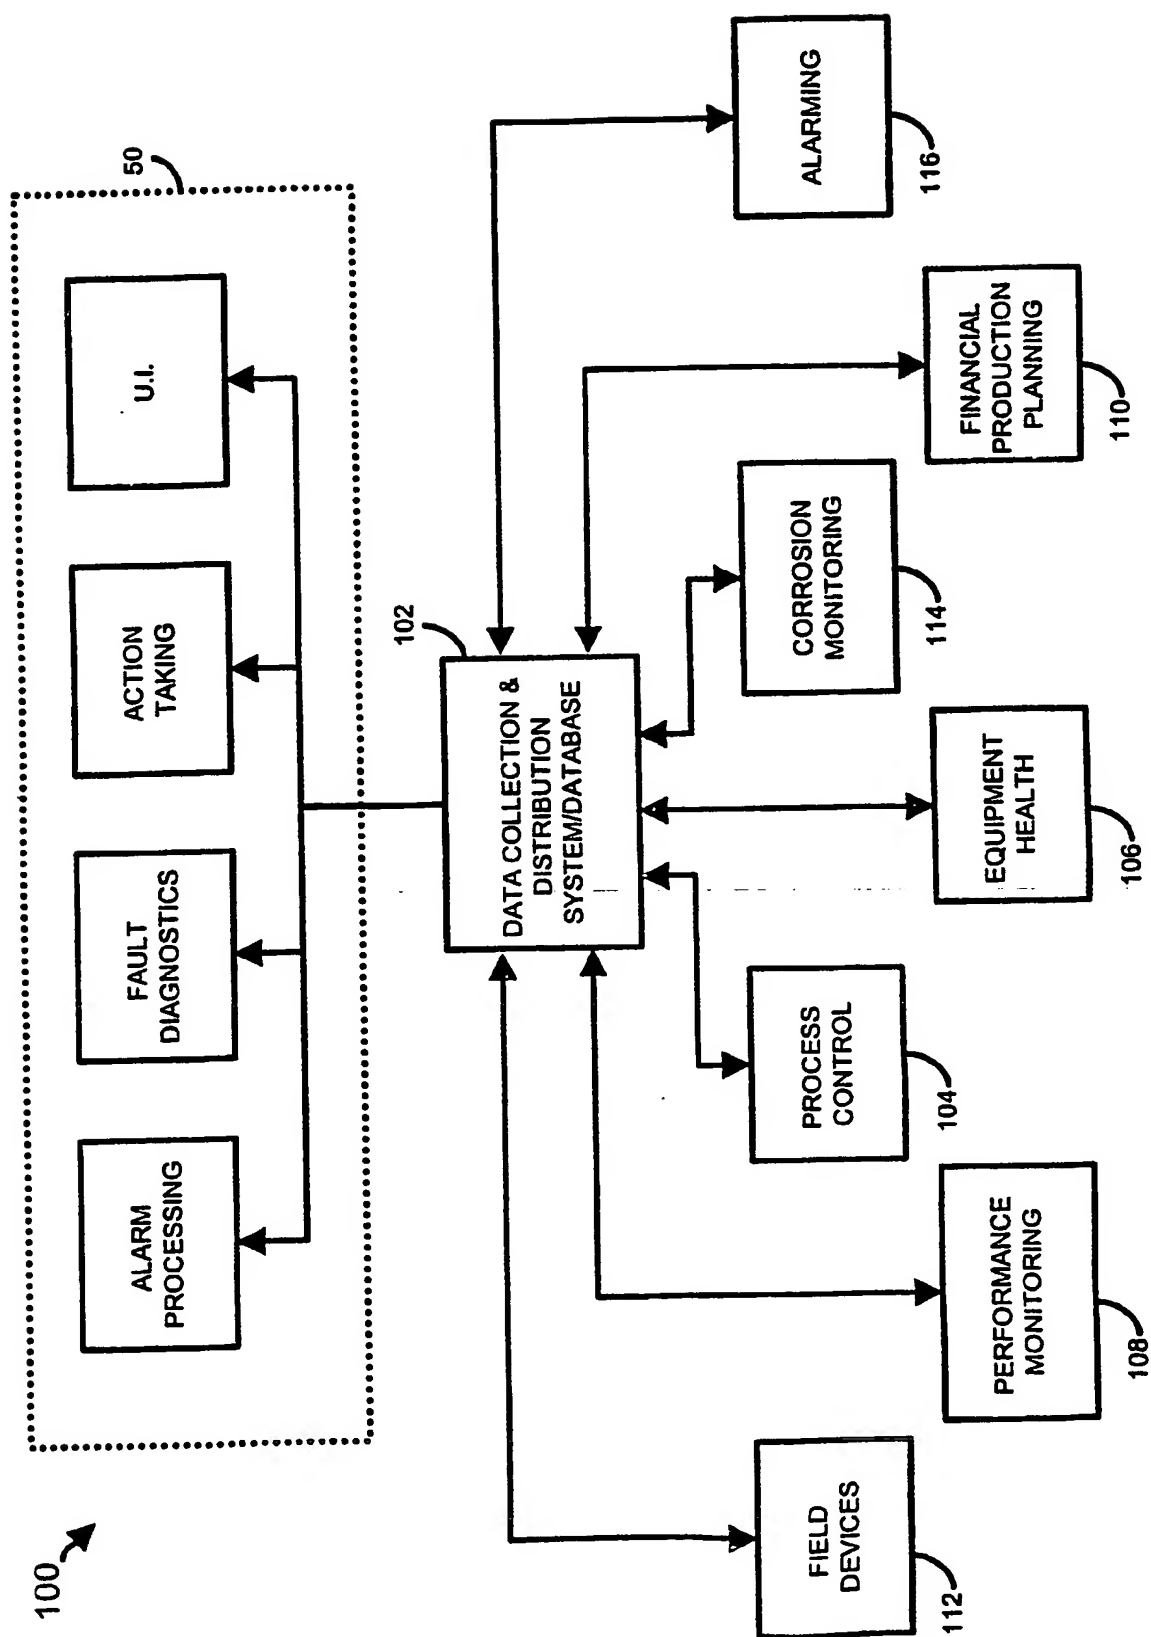 100
50
ALARM
PROCESSING
FAULT
DIAGNOSTICS
ACTION
TAKING
U.I.
102
DATA COLLECTION &
DISTRIBUTION
SYSTEM/DATABASE
FIELD
DEVICES
112
PERFORMANCE
MONITORING
108
PROCESS
CONTROL
104
EQUIPMENT
HEALTH
106
CORROSION
MONITORING
114
FINANCIAL
PRODUCTION
PLANNING
110
ALARMING
116